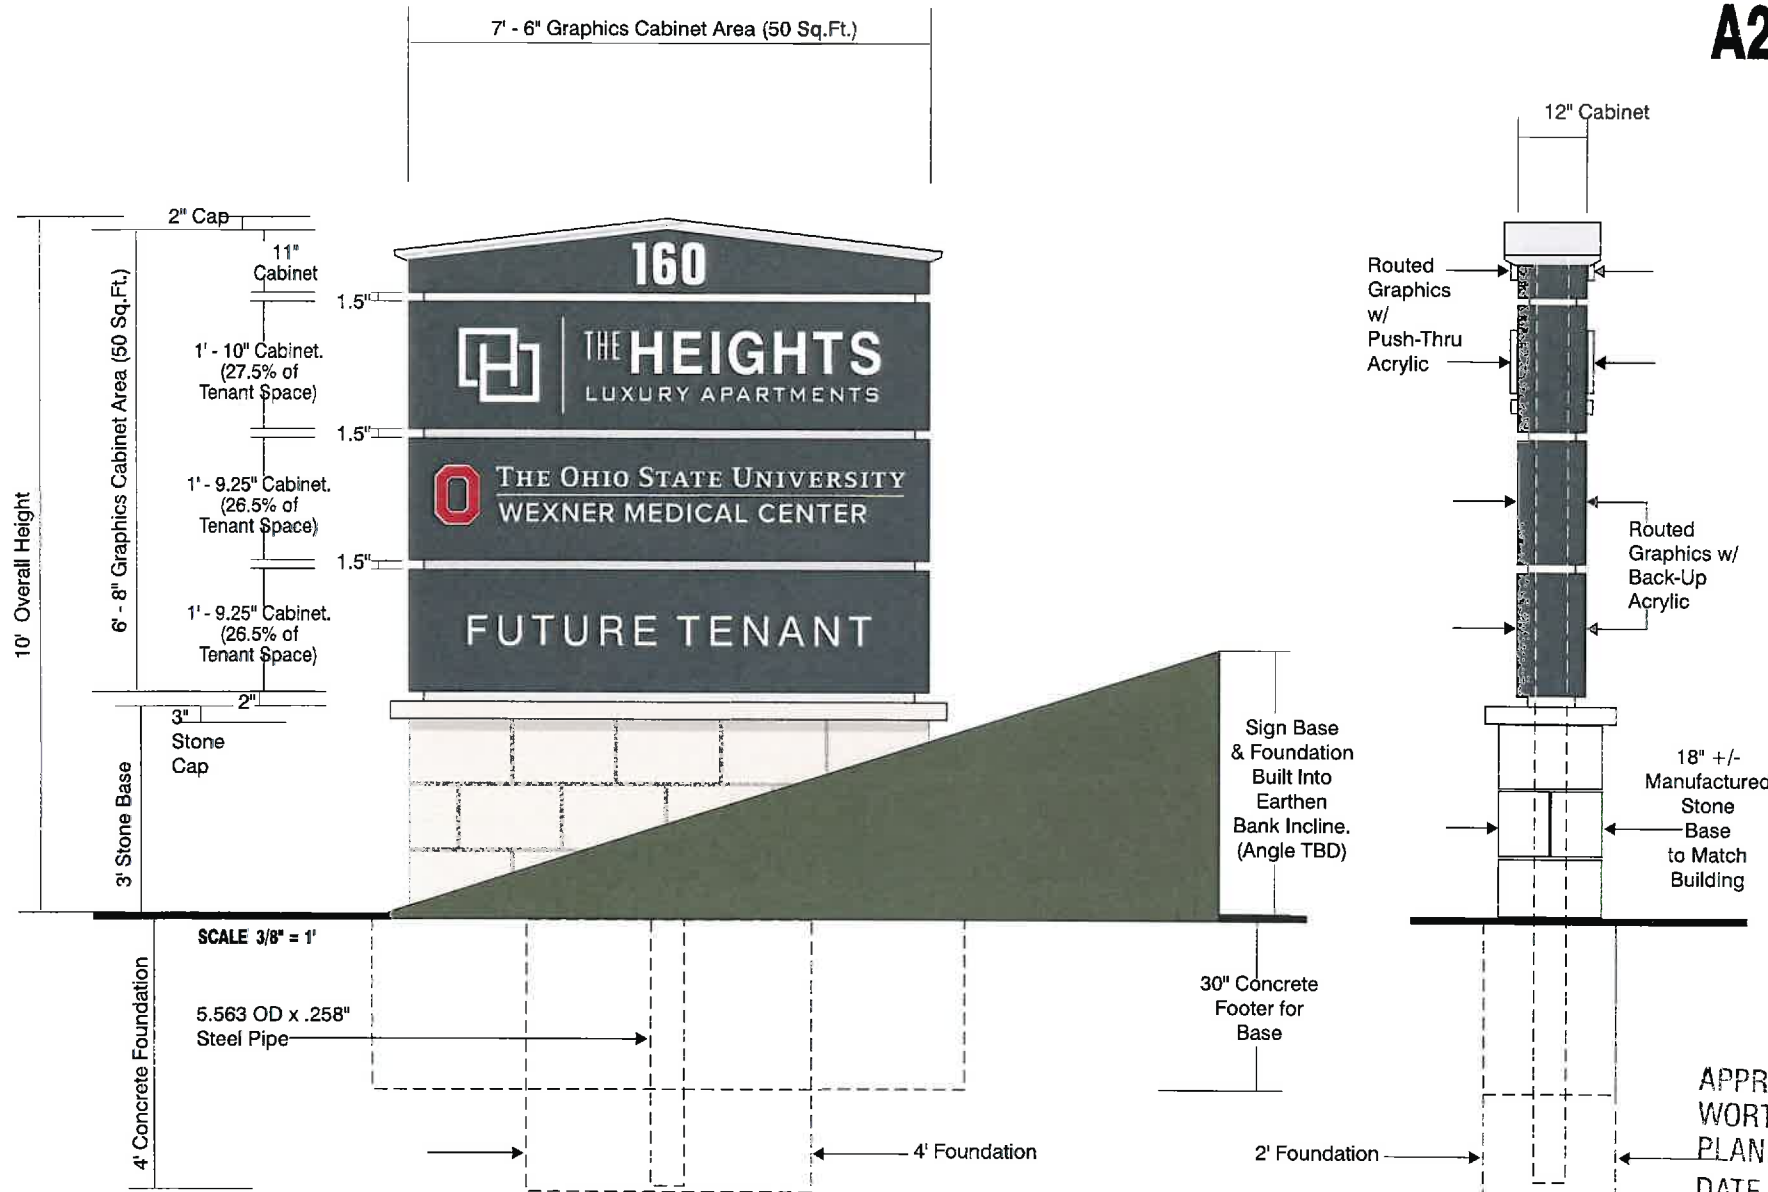 A2
7' - 6" Graphics Cabinet Area (50 Sq.Ft.)
12" Cabinet
2" Cap
11"
Cabinet
1.5"
1' - 10" Cabinet.
(27.5% of
Tenant Space)
1.5"
1' - 9.25" Cabinet.
(26.5% of
Tenant Space)
1.5"
1' - 9.25" Cabinet.
(26.5% of
Tenant Space)
2"
3"
Stone
Cap
10' Overall Height
6' - 8" Graphics Cabinet Area (50 Sq.Ft.)
3' Stone Base
4' Concrete Foundation
160
H
THE HEIGHTS
LUXURY APARTMENTS
O
THE OHIO STATE UNIVERSITY
WEXNER MEDICAL CENTER
FUTURE TENANT
Sign Base
& Foundation
Built Into
Earthen
Bank Incline.
(Angle TBD)
SCALE 3/8" = 1'
5.563 OD x .258"
Steel Pipe
30" Concrete
Footer for
Base
4' Foundation
Routed
Graphics
w/
Push-Thru
Acrylic
Routed
Graphics w/
Back-Up
Acrylic
18" +/-
Manufactured
Stone
Base
to Match
Building
2' Foundation
APPR
WORT
PLAN
DATE